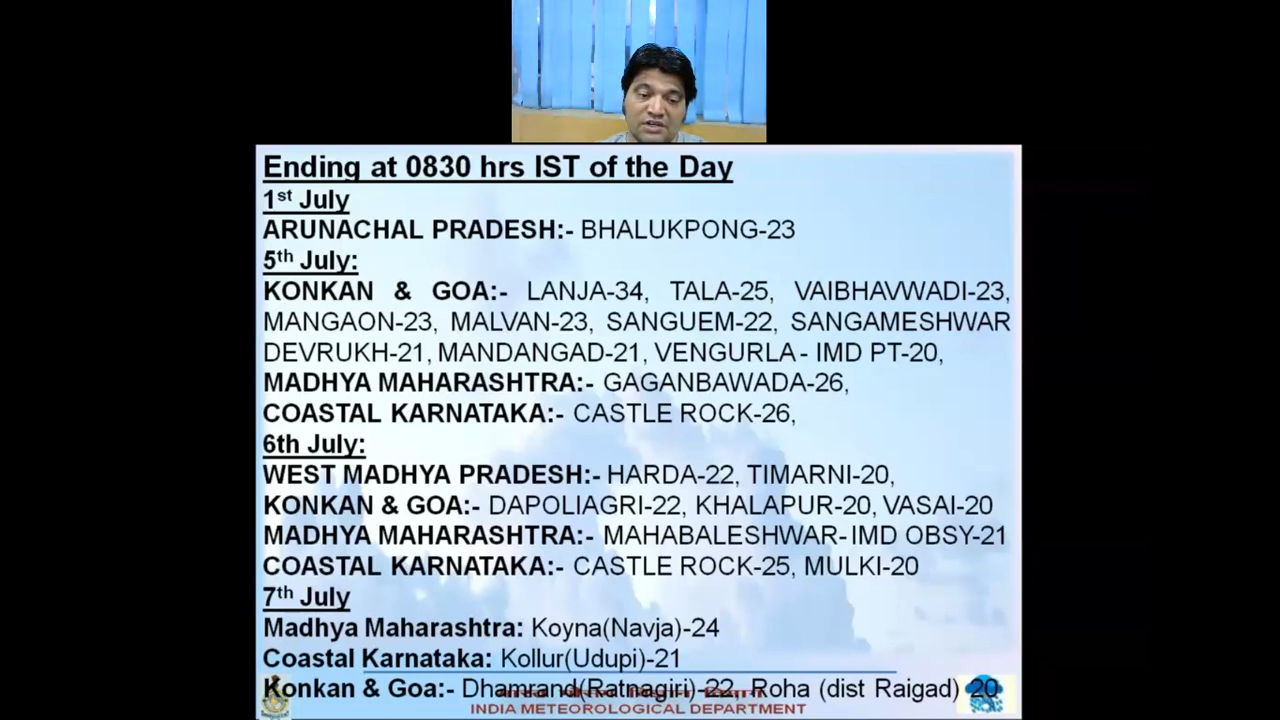 Ending at 0830 hrs IST of the Day
1st July
ARUNACHAL PRADESH:- BHALUKPONG-23
5th July:
KONKAN & GOA:- LANJA-34, TALA-25, VAIBHAVWADI-23,
MANGAON-23, MALVAN-23, SANGUEM-22, SANGAMESHWAR
DEVRUKH-21, MANDANGAD-21, VENGURLA - IMD PT-20,
MADHYA MAHARASHTRA:- GAGANBAWADA-26,
COASTAL KARNATAKA:- CASTLE ROCK-26,
6th July:
WEST MADHYA PRADESH:- HARDA-22, TIMARNI-20,
KONKAN & GOA:- DAPOLIAGRI-22, KHALAPUR-20, VASAI-20
MADHYA MAHARASHTRA:- MAHABALESHWAR- IMD OBSY-21
COASTAL KARNATAKA:- CASTLE ROCK-25, MULKI-20
7th July
Madhya Maharashtra: Koyna(Navja)-24
Coastal Karnataka: Kollur(Udupi)-21
Konkan & Goa:- Dhamrand(Ratnagiri)-22, Roha (dist Raigad) 20
INDIA METEOROLOGICAL DEPARTMENT